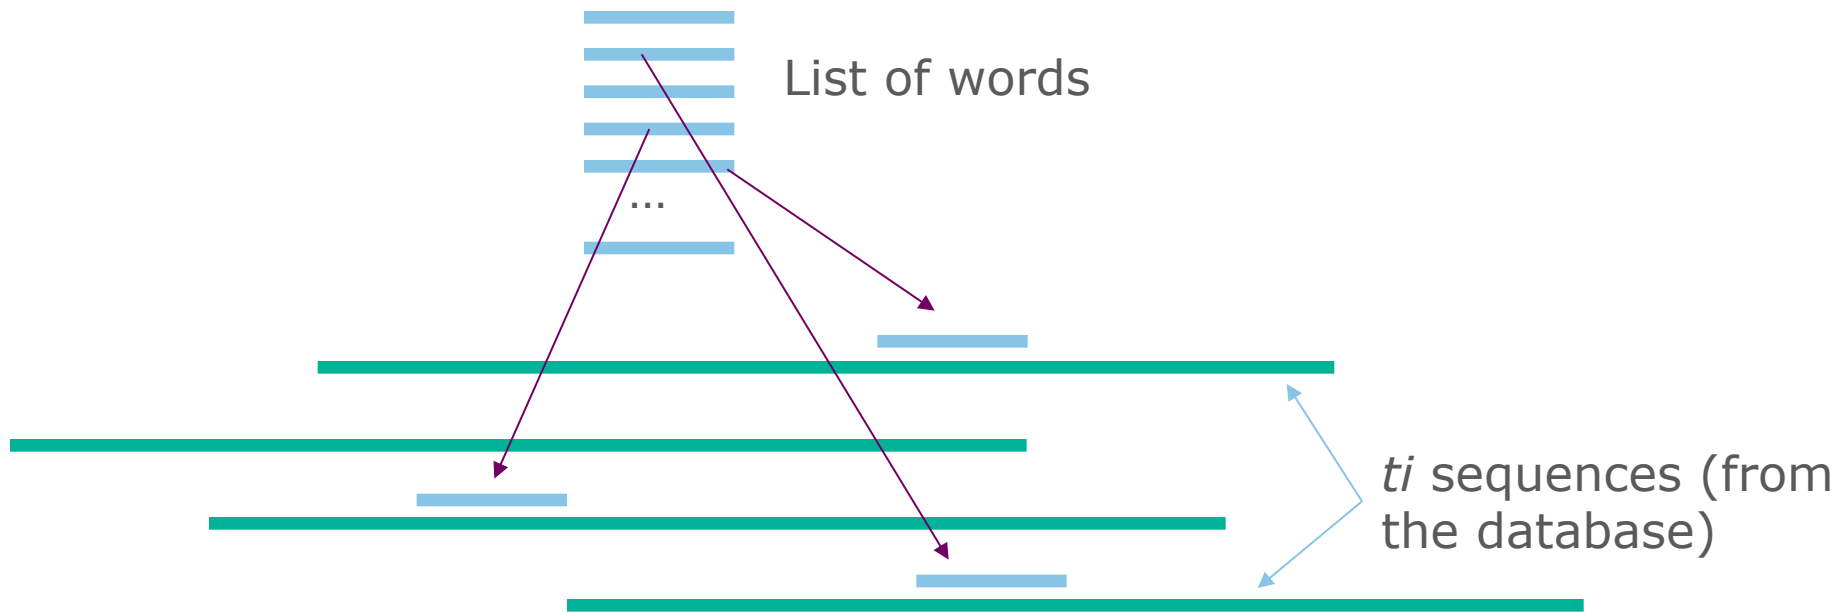 List of words
...
ti sequences (from
the database)